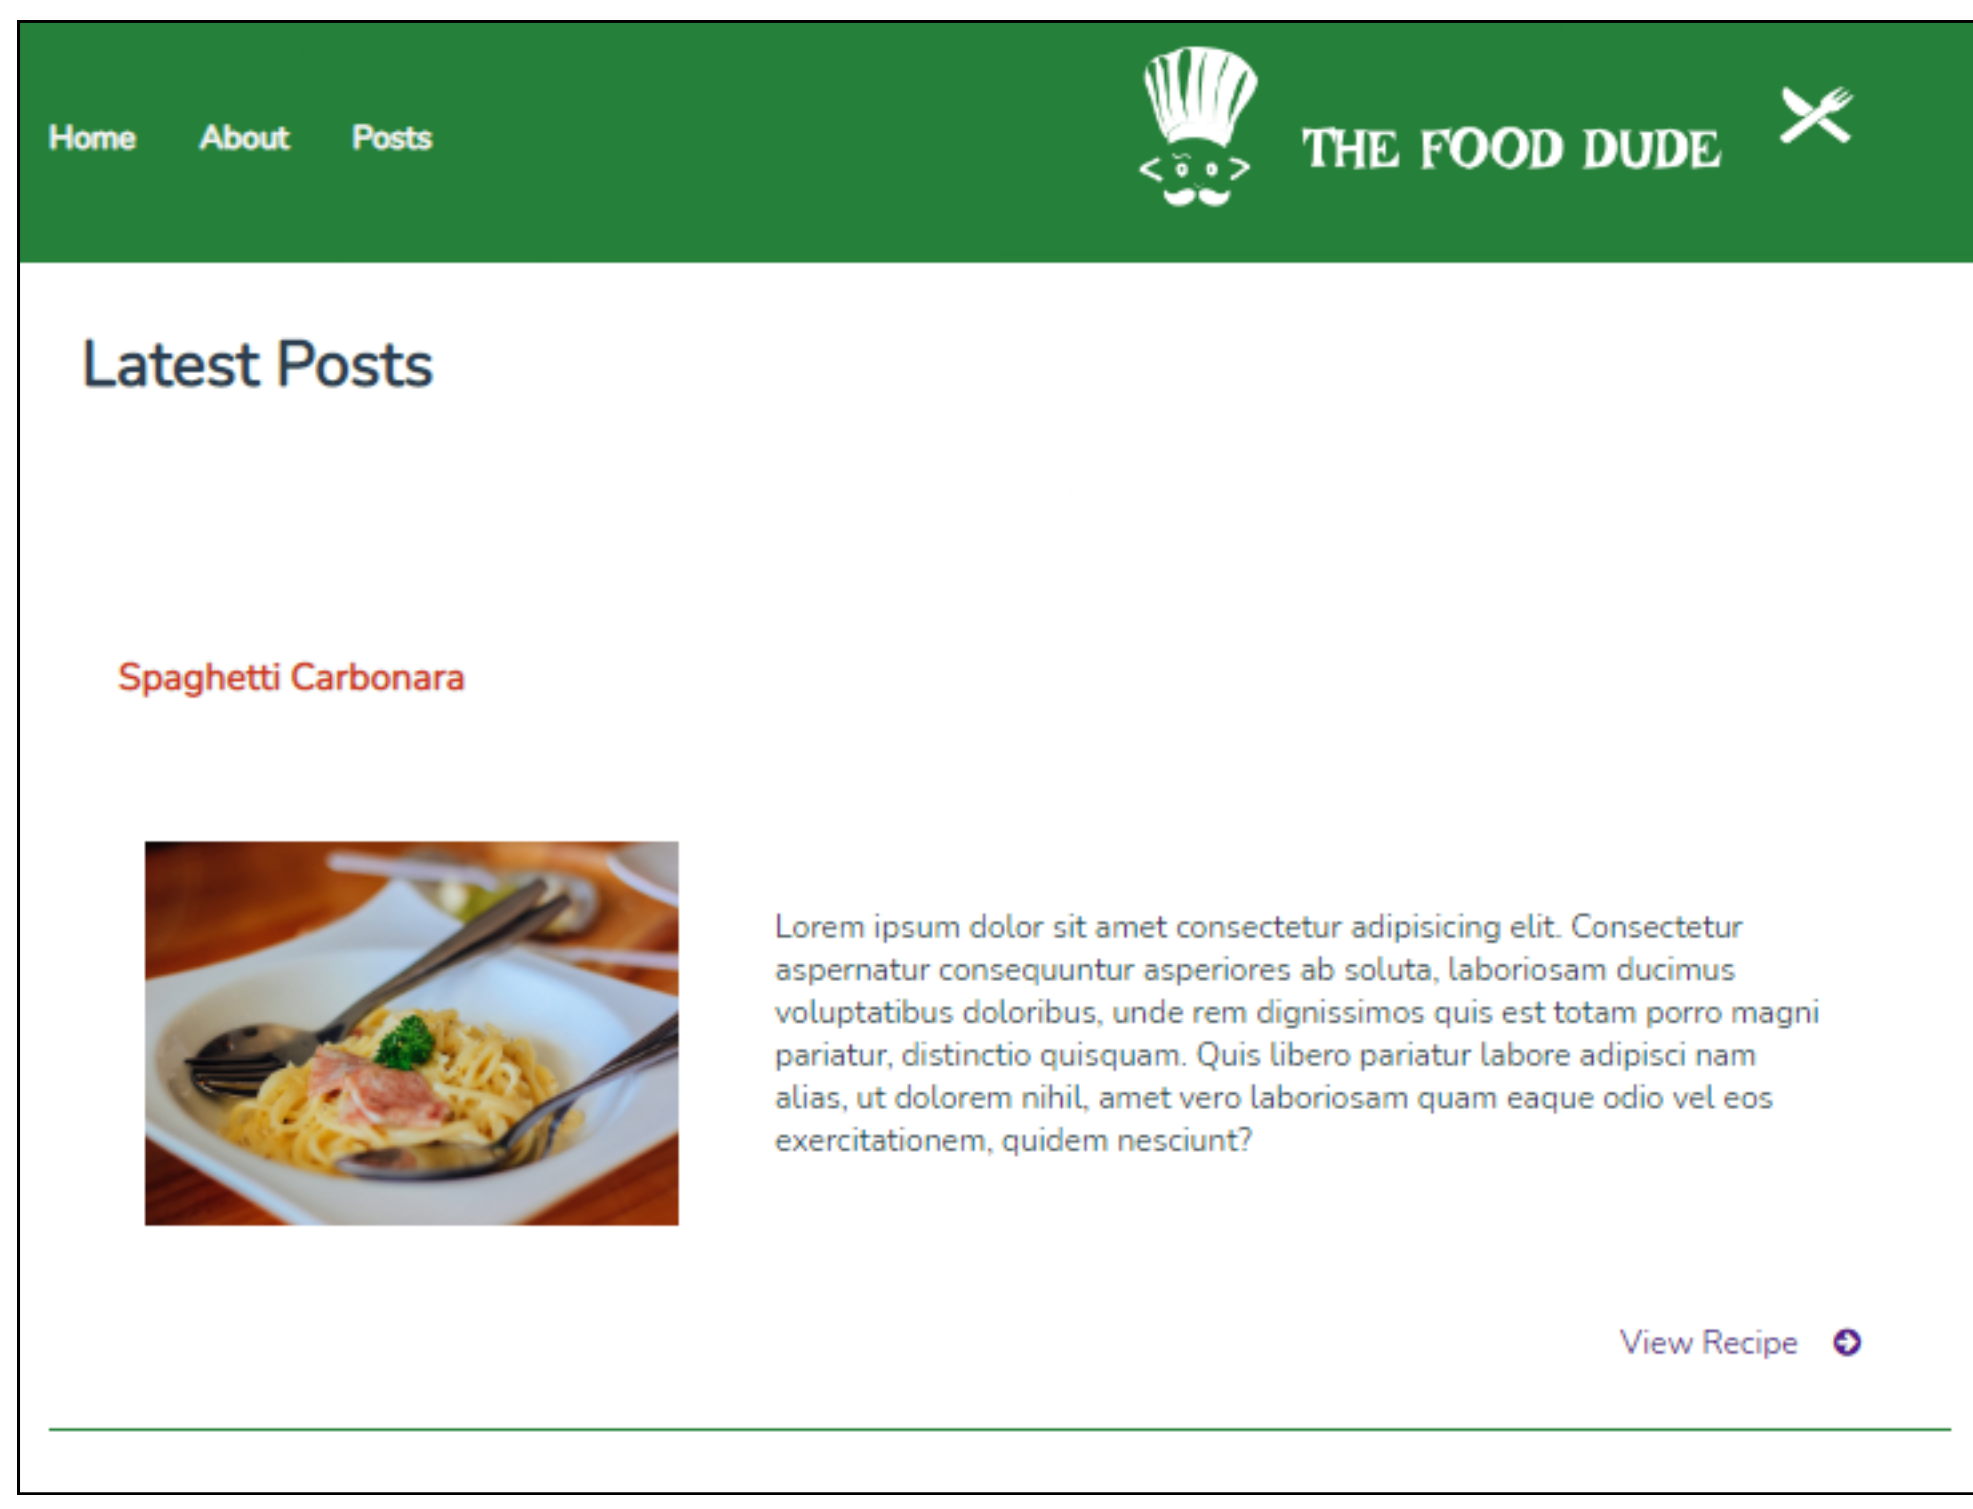 Home About Posts
THE FOOD DUDE
Latest Posts
Spaghetti Carbonara
Lorem ipsum dolor sit amet consectetur adipisicing elit. Consectetur
aspernatur consequuntur asperiores ab soluta, laboriosam ducimus
voluptatibus doloribus, unde rem dignissimos quis est totam porro magni
pariatur, distinctio quisquam. Quis libero pariatur labore adipisci nam
alias, ut dolorem nihil, amet vero laboriosam quam eaque odio vel eos
exercitationem, quidem nesciunt?
View Recipe